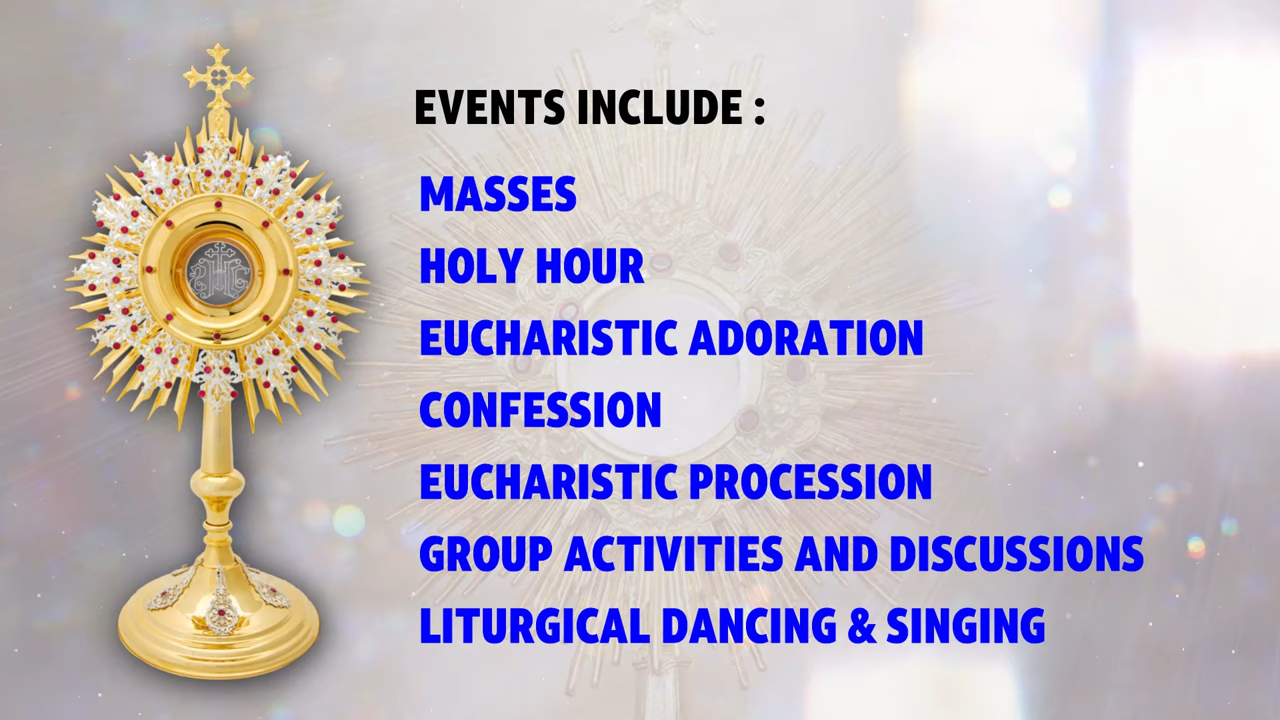 EVENTS INCLUDE :
MASSES
HOLY HOUR
EUCHARISTIC ADORATION
CONFESSION
EUCHARISTIC PROCESSION
GROUP ACTIVITIES AND DISCUSSIONS
LITURGICAL DANCING & SINGING